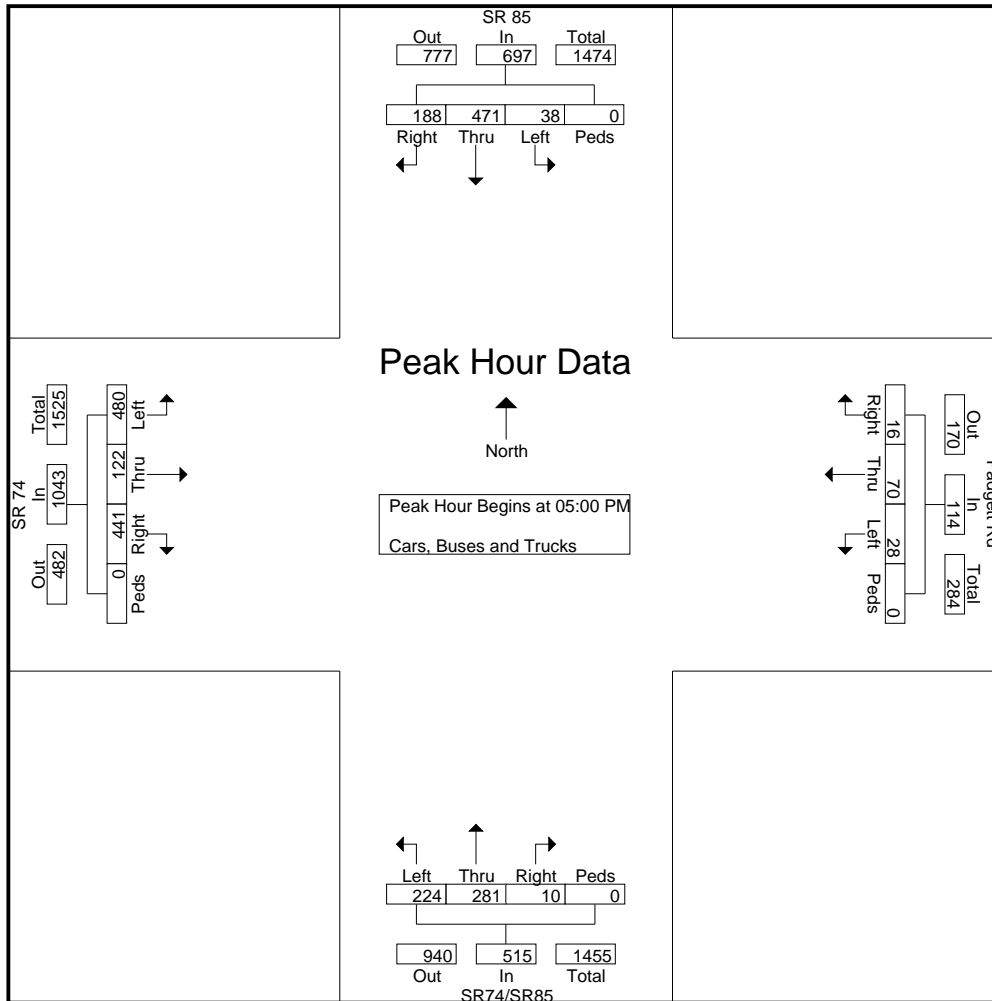 SR 85
Out In Total
777 697 1474
188 471 38 0
Right Thru Left Peds
Peak Hour Data
North
Peak Hour Begins at 05:00 PM
Cars, Buses and Trucks
SR 74
Total In Out
1525 1043 482
480 122 441 0
Left Thru Right Peds
Right Thru Left Peds
16 70 28 0
Out In Total
170 114 284
Padgett Rd
Left Thru Right Peds
224 281 10 0
940 515 1455
Out In Total
SR74/SR85